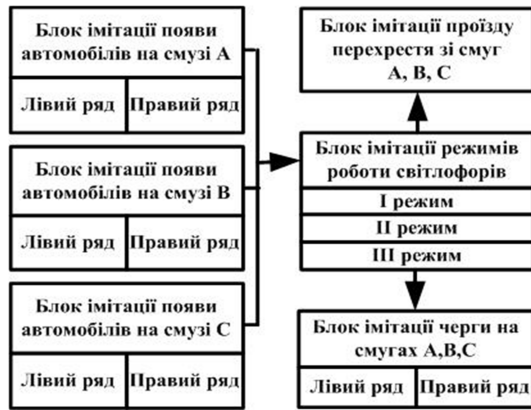 Блок імітації появи
автомобілів на смузі А
Лівий ряд
Правий ряд
Блок імітації появи
автомобілів на смузі В
Лівий ряд
Правий ряд
Блок імітації появи
автомобілів на смузі С
Лівий ряд
Правий ряд
Блок імітації проїзду
перехрестя зі смуг
А, В, С
Блок імітації режимів
роботи світлофорів
I режим
II режим
III режим
Блок імітації черги на
смугах А,В,С
Лівий ряд
Правий ряд